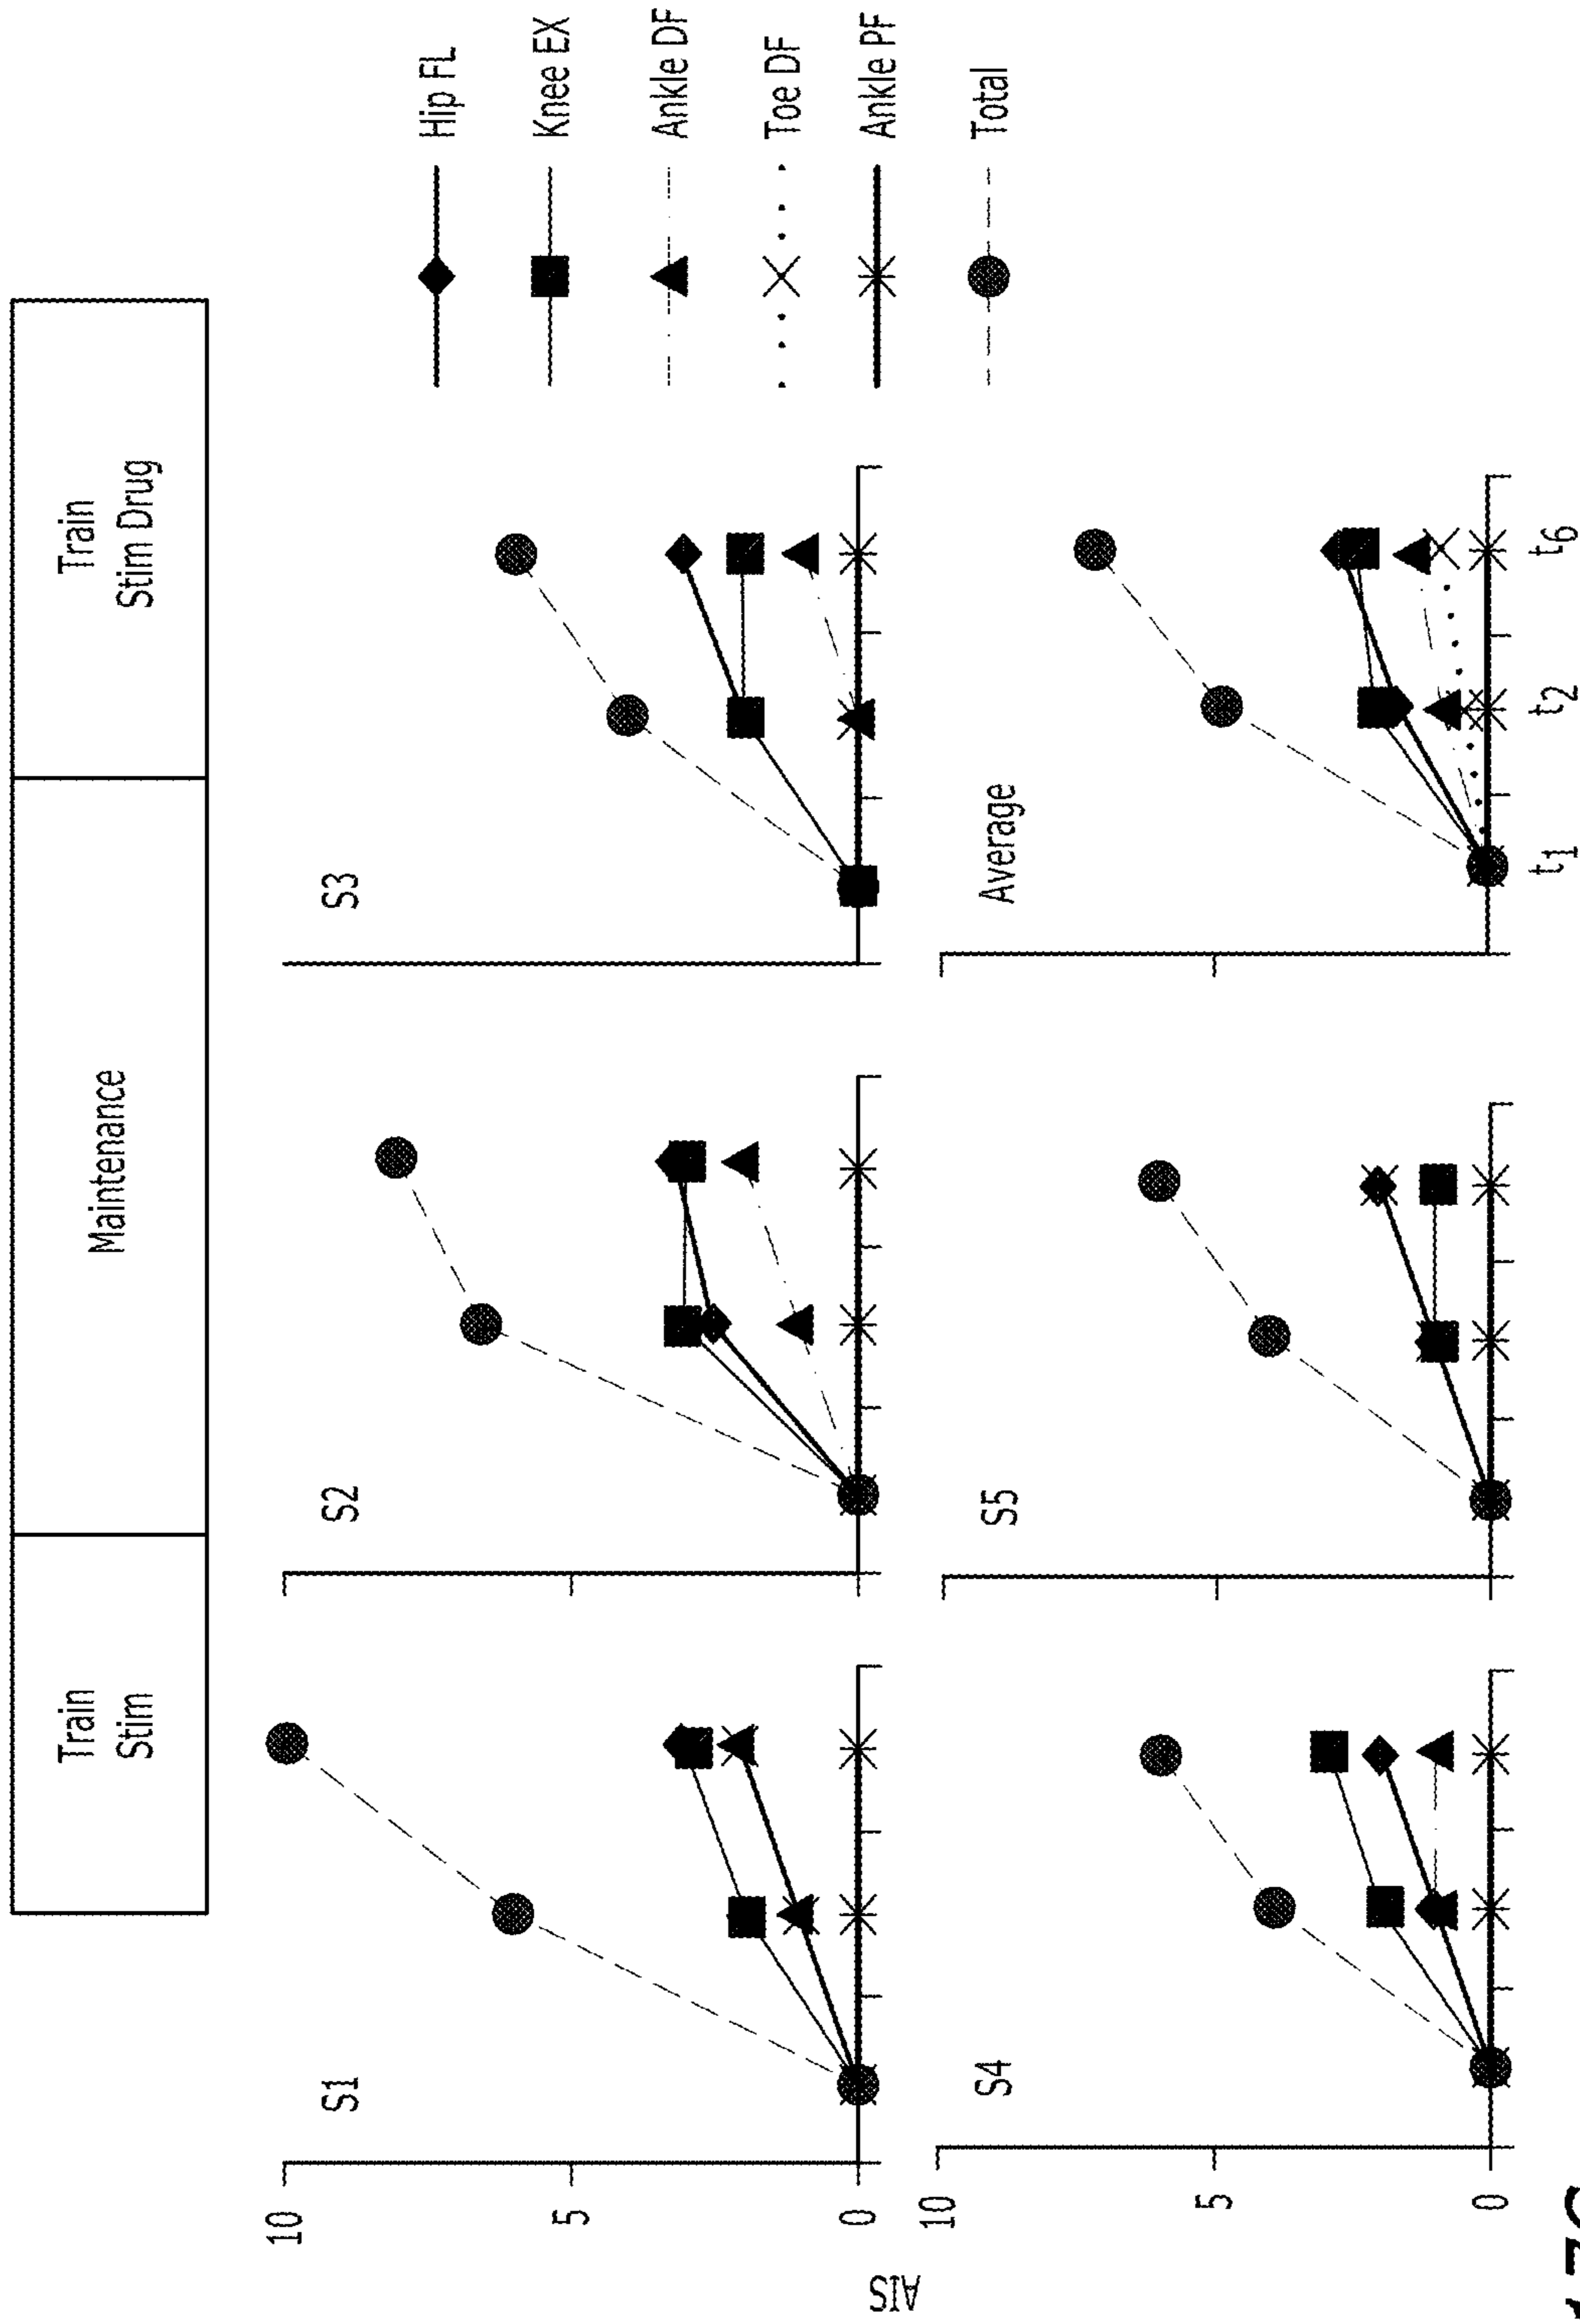 Train
Stim
Maintenance
Train
Stim Drug
S1
S2
S3
Hip FL
Knee EX
Ankle DF
Toe DF
Ankle PF
Total
10
5
0
AIS
S4
S5
Average
10
5
0
t1
t2
t6